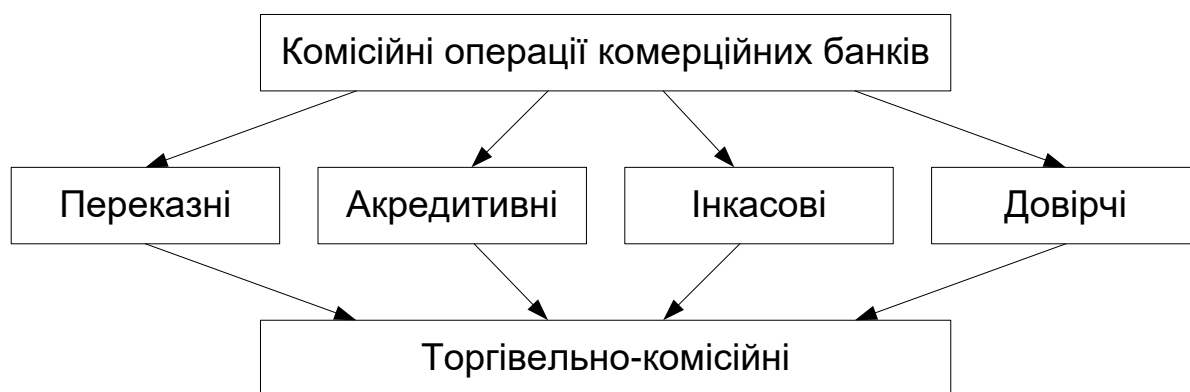 Комісійні операції комерційних банків
Переказні
Акредитивні
Інкасові
Довірчі
Торгівельно-комісійні